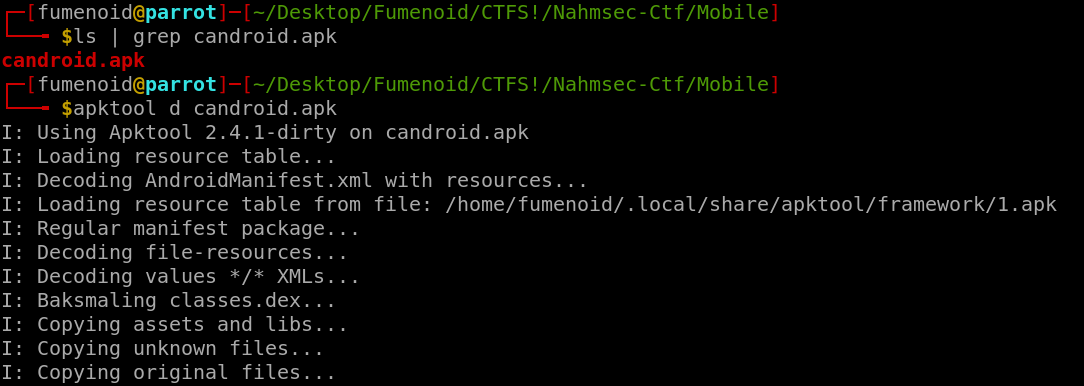 ┌─[fumenoid@parrot]─[~/Desktop/Fumenoid/CTFS!/Nahmsec-Ctf/Mobile]
└──╼ $ls | grep candroid.apk
candroid.apk
┌─[fumenoid@parrot]─[~/Desktop/Fumenoid/CTFS!/Nahmsec-Ctf/Mobile]
└──╼ $apktool d candroid.apk
I: Using Apktool 2.4.1-dirty on candroid.apk
I: Loading resource table...
I: Decoding AndroidManifest.xml with resources...
I: Loading resource table from file: /home/fumenoid/.local/share/apktool/framework/1.apk
I: Regular manifest package...
I: Decoding file-resources...
I: Decoding values */* XMLs...
I: Baksmaling classes.dex...
I: Copying assets and libs...
I: Copying unknown files...
I: Copying original files...